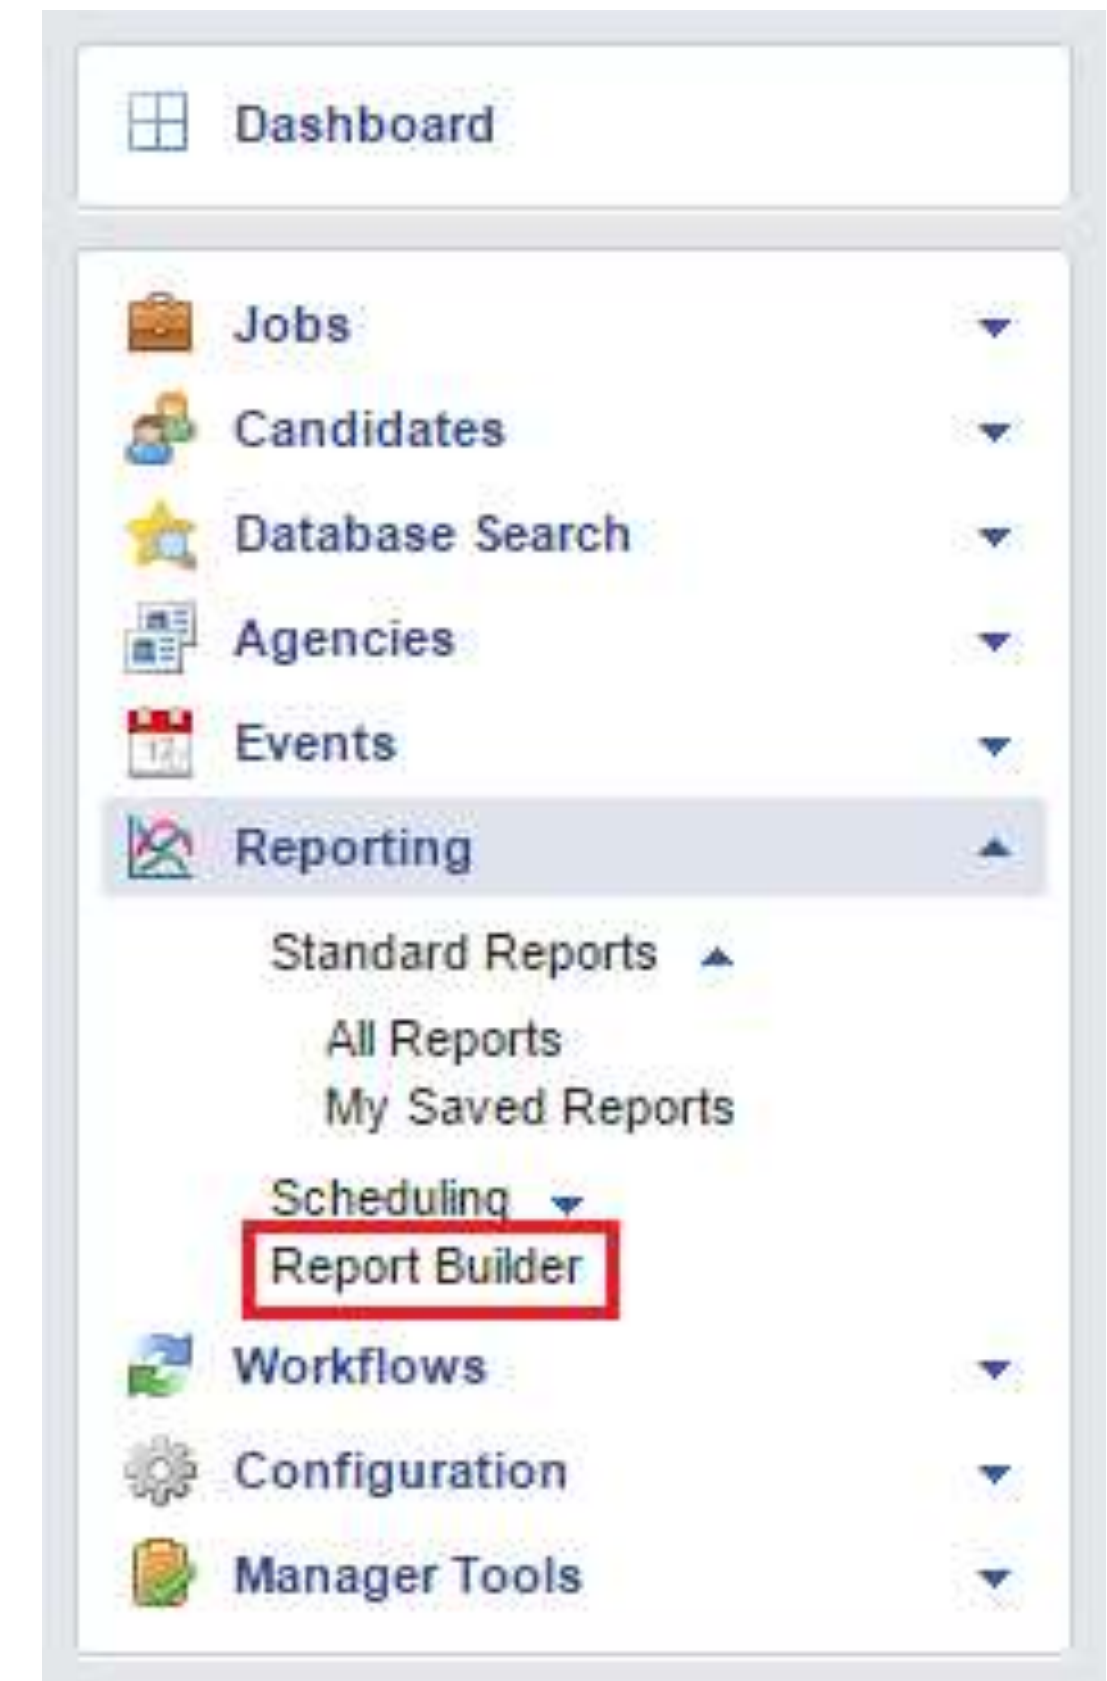 Dashboard
Jobs
Candidates
Database Search
Agencies
Events
Reporting
Standard Reports
All Reports
My Saved Reports
Scheduling
Report Builder
Workflows
Configuration
Manager Tools